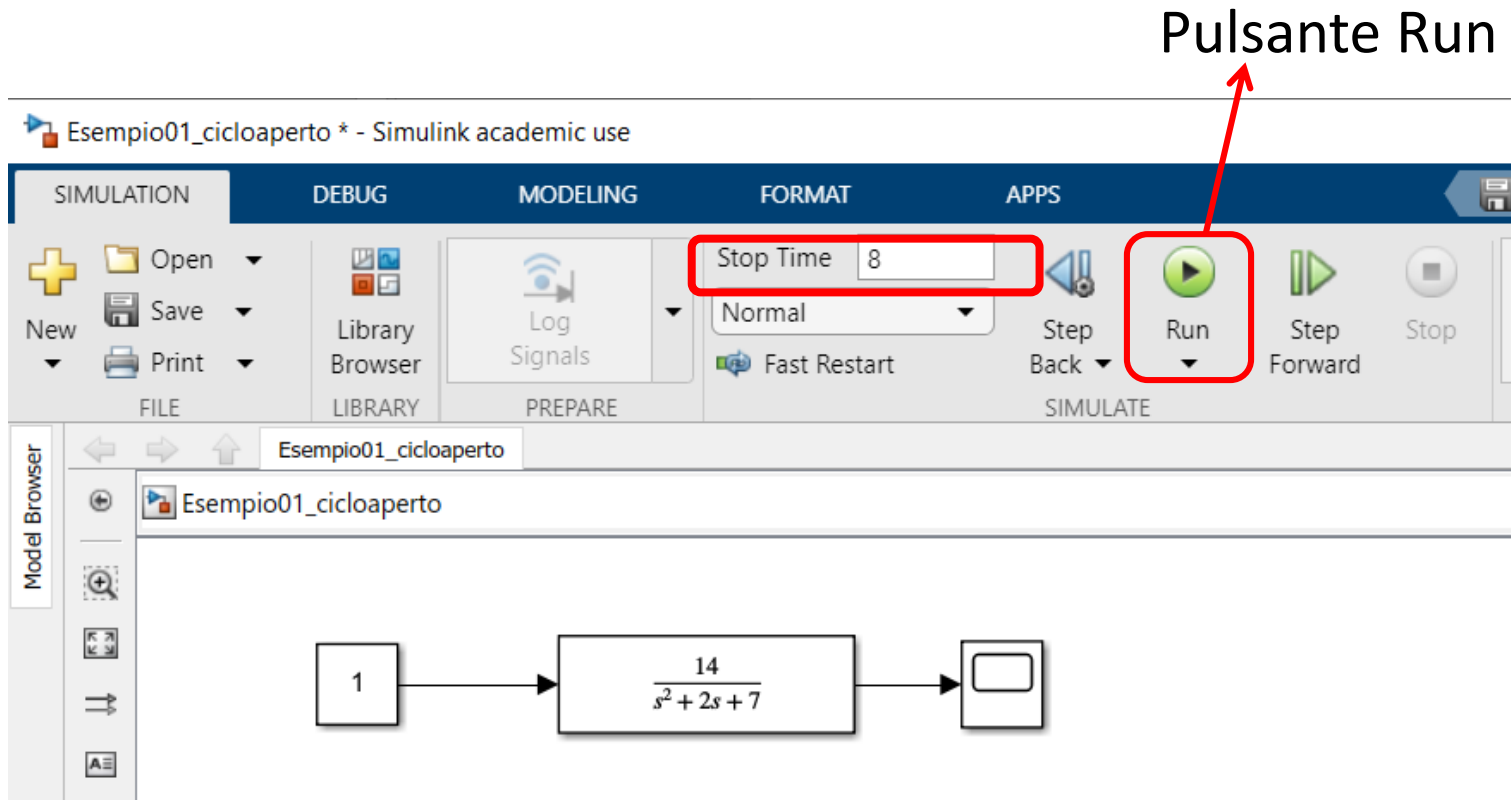 Pulsante Run
Esempio01_cicloaperto * - Simulink academic use
SIMULATION DEBUG MODELING FORMAT APPS
New
Open
Save
Print
FILE
Library
Browser
LIBRARY
Log
Signals
PREPARE
Stop Time 8
Normal
Fast Restart
Step
Back
Run
Step
Forward
Stop
SIMULATE
Model Browser
Esempio01_cicloaperto
Esempio01_cicloaperto
A
1
14
s² + 2s + 7